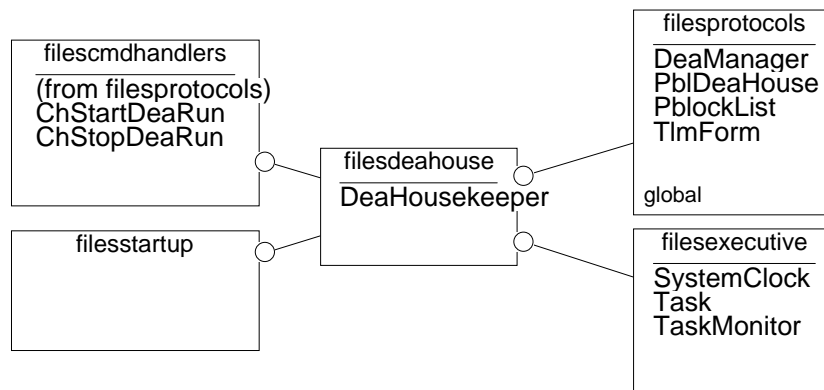 filescmdhandlers
(from filesprotocols)
ChStartDeaRun
ChStopDeaRun
filesstartup
filesdeahouse
DeaHousekeeper
filesprotocols
DeaManager
PblDeaHouse
PblockList
TlmForm
global
filesexecutive
SystemClock
Task
TaskMonitor